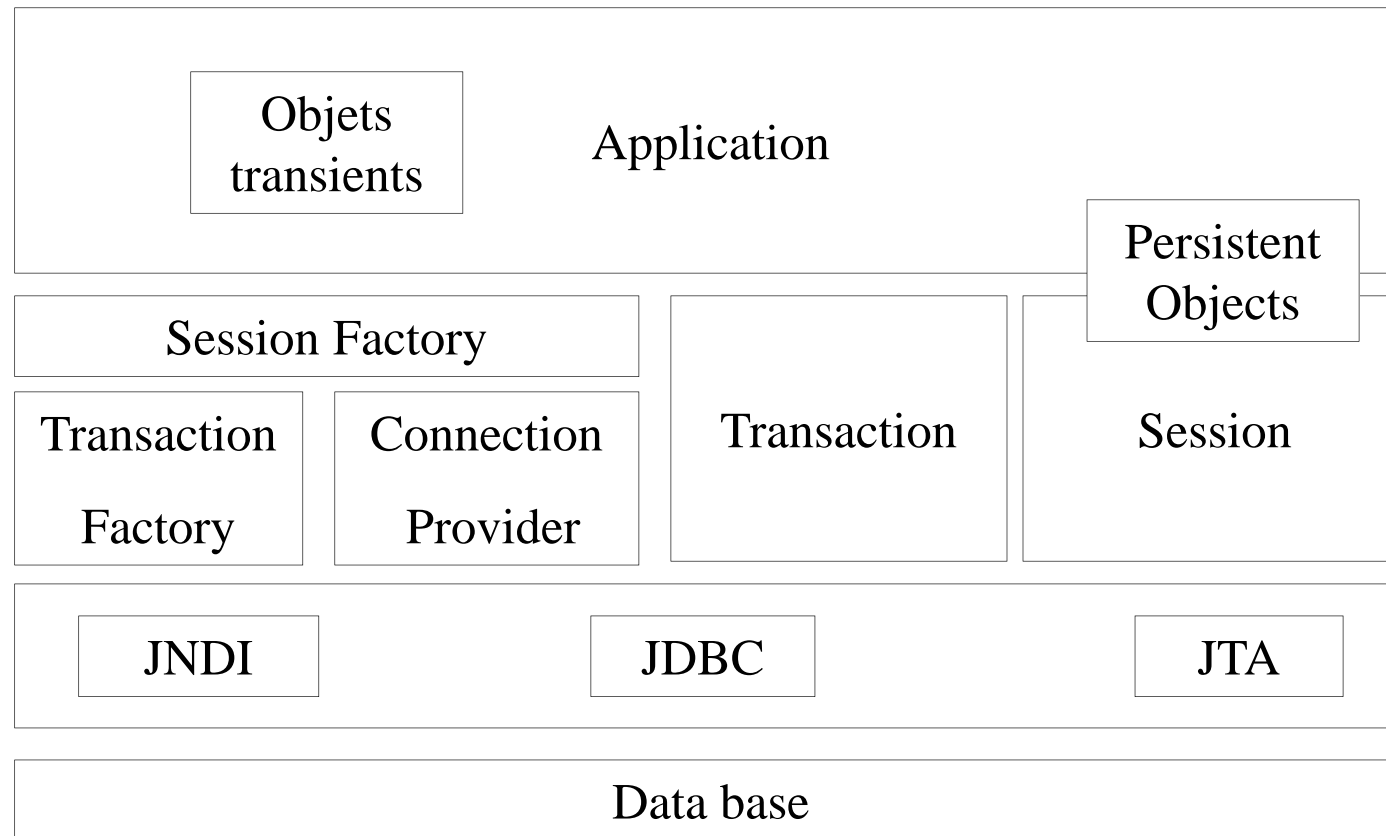 Objets
transients
Application
Persistent
Objects
Session Factory
Transaction
Factory
Connection
Provider
Transaction
Session
JNDI
JDBC
JTA
Data base